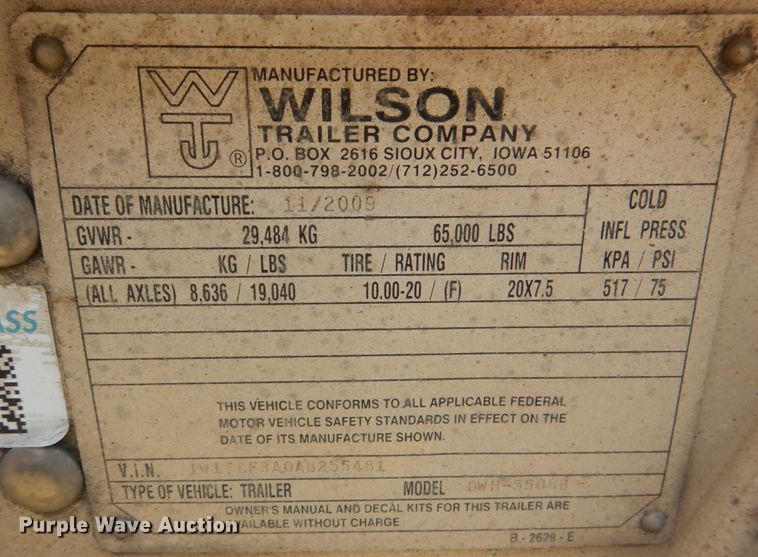 MANUFACTURED BY:
WT ® WILSON
TRAILER COMPANY
P.O. BOX 2616 SIOUX CITY, IOWA 51106
1-800-798-2002/(712)252-6500
DATE OF MANUFACTURE: 11/2009 COLD
GVWR - 29,484 KG 65,000 LBS INFL PRESS
GAWR - KG / LBS TIRE / RATING RIM KPA / PSI
(ALL AXLES) 8,636 / 19,040 10.00-20 / (F) 20X7.5 517 / 75
ASS
THIS VEHICLE CONFORMS TO ALL APPLICABLE FEDERAL
MOTOR VEHICLE SAFETY STANDARDS IN EFFECT ON THE
DATE OF ITS MANUFACTURE SHOWN.
V.I.N.
TYPE OF VEHICLE: TRAILER MODEL
OWNER'S MANUAL AND DECAL KITS FOR THIS TRAILER ARE
AVAILABLE WITHOUT CHARGE
B - 2629 - E
Purple Wave Auction